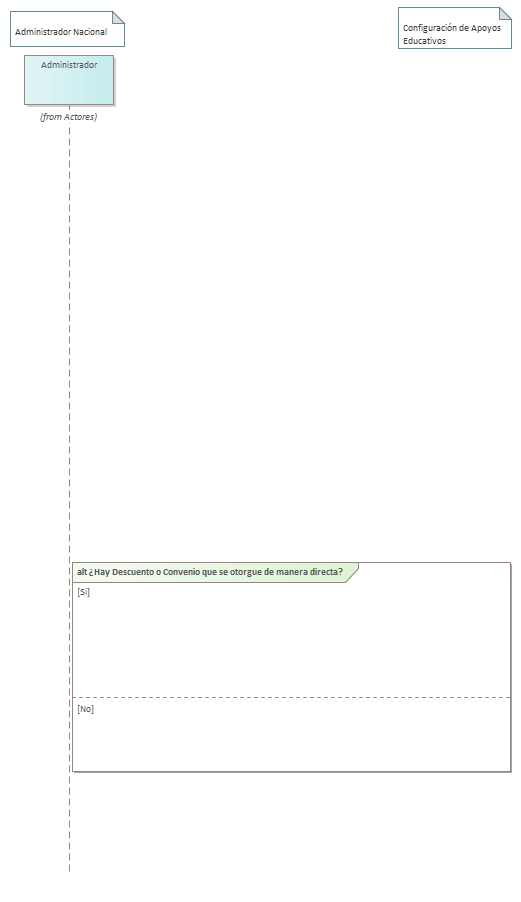 Administrador Nacional
Configuración de Apoyos
Educativos
Administrador
(from Actores)
alt ¿Hay Descuento o Convenio que se otorgue de manera directa?
[Si]
[No]